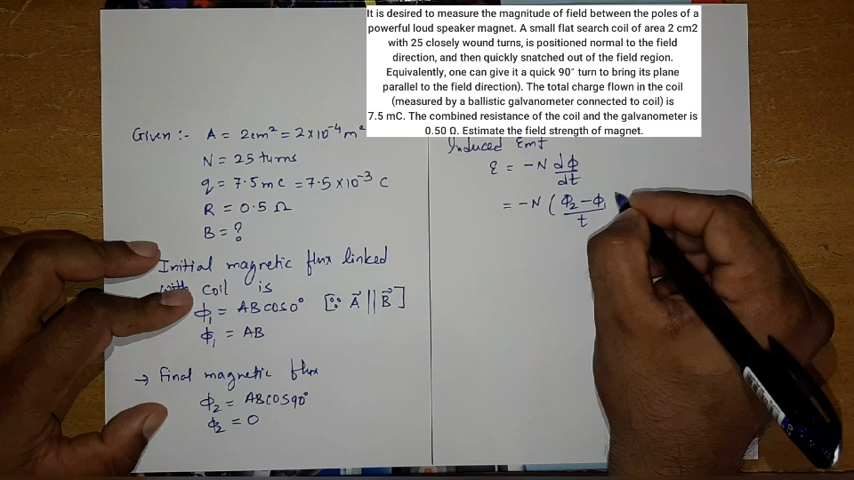 It is desired to measure the magnitude of field between the poles of a
powerful loud speaker magnet. A small flat search coil of area 2 cm2
with 25 closely wound turns, is positioned normal to the field
direction, and then quickly snatched out of the field region.
Equivalently, one can give it a quick 90° turn to bring its plane
parallel to the field direction). The total charge flown in the coil
(measured by a ballistic galvanometer connected to coil) is
7.5 mC. The combined resistance of the coil and the galvanometer is
0.50 Ω. Estimate the field strength of magnet.
Given :- A = 2cm² = 2×10⁻⁴ m²
N = 25 turns
q = 7.5 mc = 7.5 ×10⁻³ C
R = 0.5 Ω
B = ?
Initial magnetic flux linked
with coil is
ϕ₁ = ABcos0° [∵ A⃗ || B⃗]
ϕ₁ = AB
→ Final magnetic flux
ϕ₂ = ABcos90°
ϕ₂ = 0
Induced Emf
ε = -N dϕ/dt
= -N (ϕ₂-ϕ₁/t